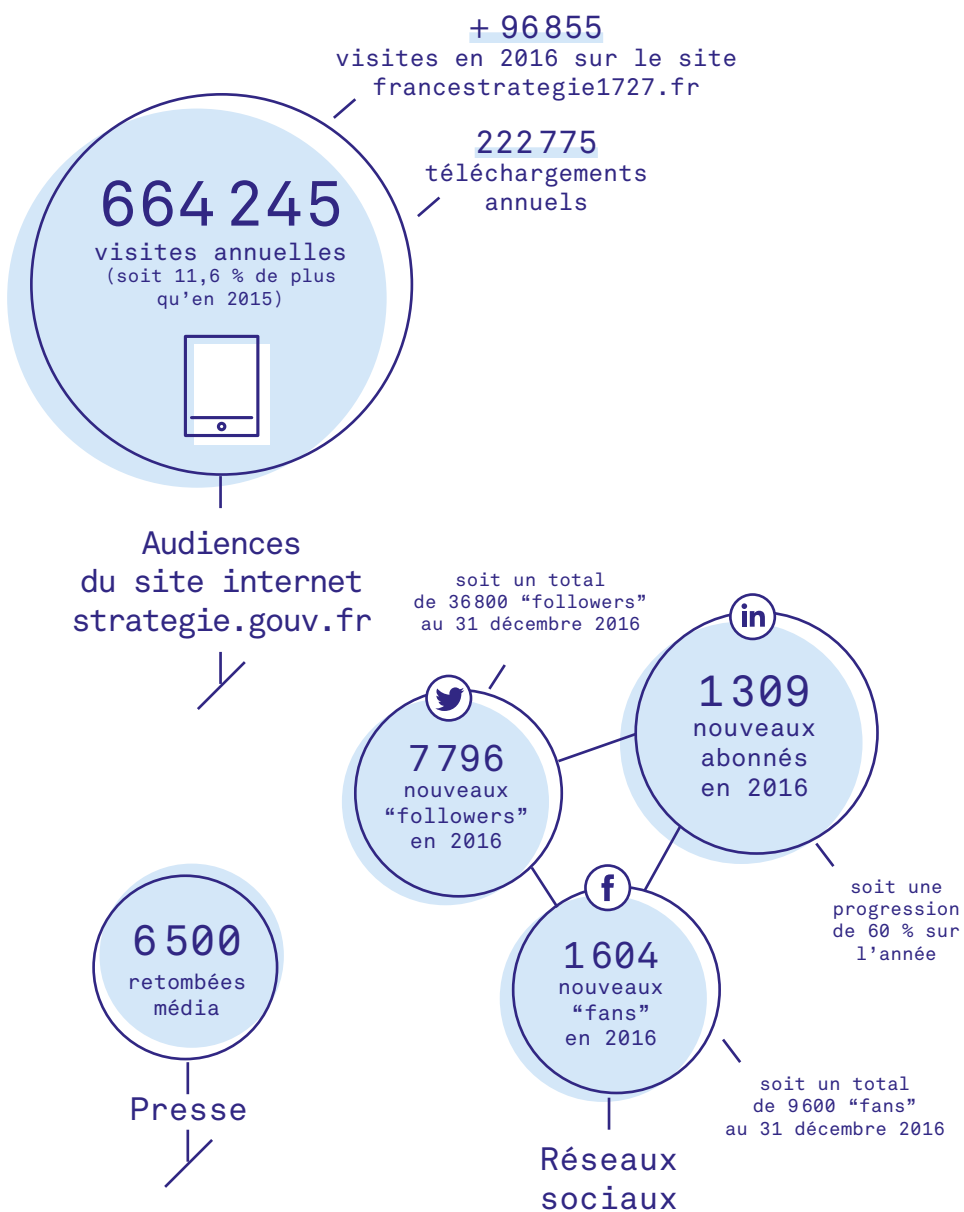 + 96 855
visites en 2016 sur le site
francestrategie1727.fr
222 775
téléchargements
annuels
664 245
visites annuelles
(soit 11,6 % de plus
qu’en 2015)
Audiences
du site internet
strategie.gouv.fr
soit un total
de 36 800 “followers”
au 31 décembre 2016
in
1 309
nouveaux
abonnés
en 2016
7 796
nouveaux
“followers”
en 2016
soit une
progression
de 60 % sur
l’année
f
1 604
nouveaux
“fans”
en 2016
6 500
retombées
média
Presse
soit un total
de 9 600 “fans”
au 31 décembre 2016
Réseaux
sociaux